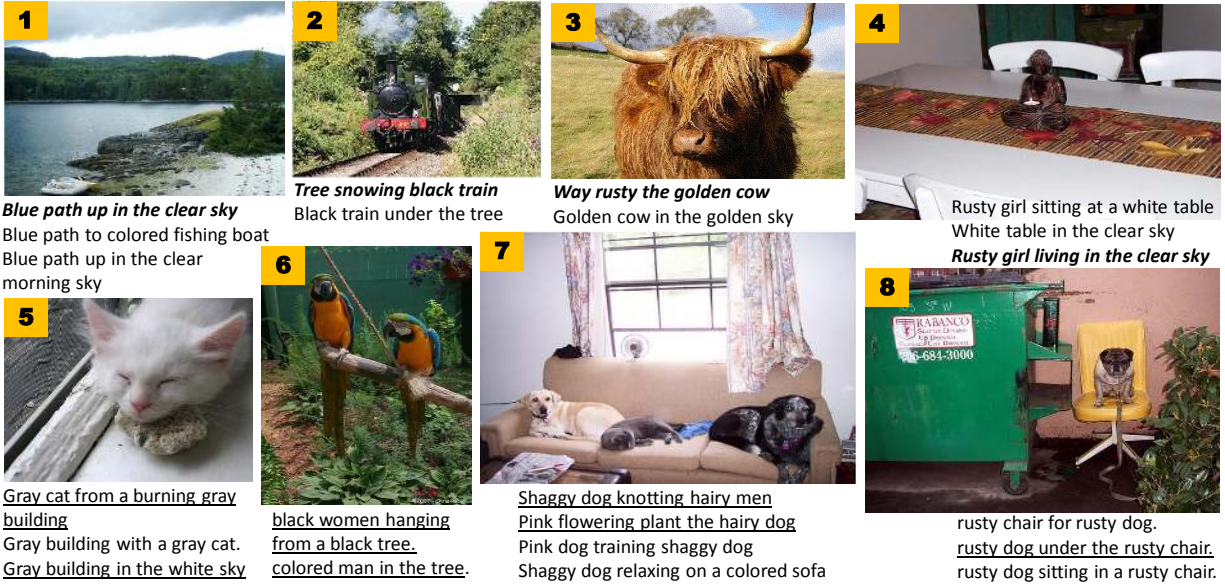 1
Blue path up in the clear sky
Blue path to colored fishing boat
Blue path up in the clear
morning sky
2
Tree snowing black train
Black train under the tree
3
Way rusty the golden cow
Golden cow in the golden sky
4
Rusty girl sitting at a white table
White table in the clear sky
Rusty girl living in the clear sky
5
Gray cat from a burning gray
building
Gray building with a gray cat.
Gray building in the white sky
6
black women hanging
from a black tree.
colored man in the tree.
7
Shaggy dog knotting hairy men
Pink flowering plant the hairy dog
Pink dog training shaggy dog
Shaggy dog relaxing on a colored sofa
8
RABANCO
206-684-3000
rusty chair for rusty dog.
rusty dog under the rusty chair.
rusty dog sitting in a rusty chair.